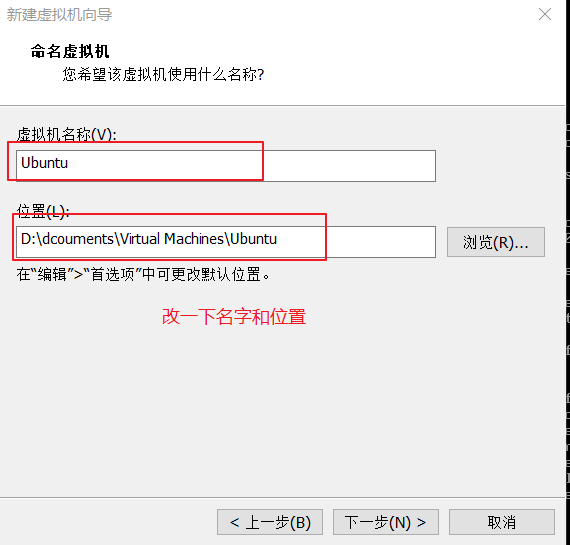 新建虚拟机向导
命名虚拟机
您希望该虚拟机使用什么名称?
虚拟机名称(V):
Ubuntu
位置(L):
D:\dcouments\Virtual Machines\Ubuntu
浏览(R)...
在“编辑”>“首选项”中可更改默认位置。
改一下名字和位置
< 上一步(B)
下一步(N) >
取消